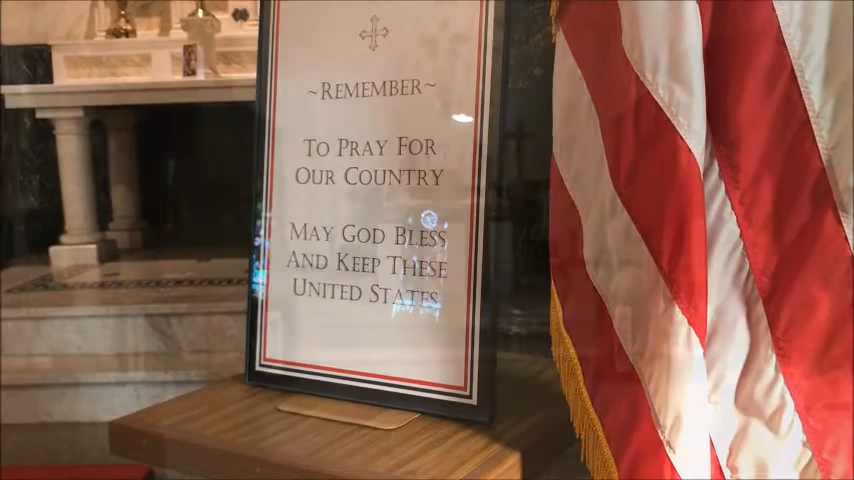 ~REMEMBER~
TO PRAY FOR
OUR COUNTRY
MAY GOD BLESS
AND KEEP THESE
UNITED STATES